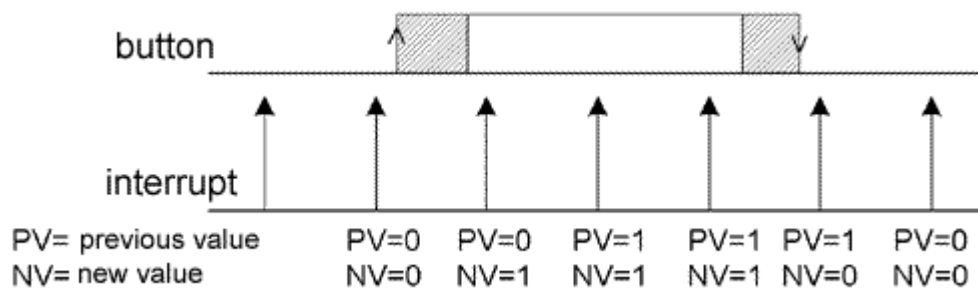 button
interrupt
PV= previous value PV=0 PV=0 PV=1 PV=1 PV=1 PV=0
NV= new value NV=0 NV=1 NV=1 NV=1 NV=0 NV=0